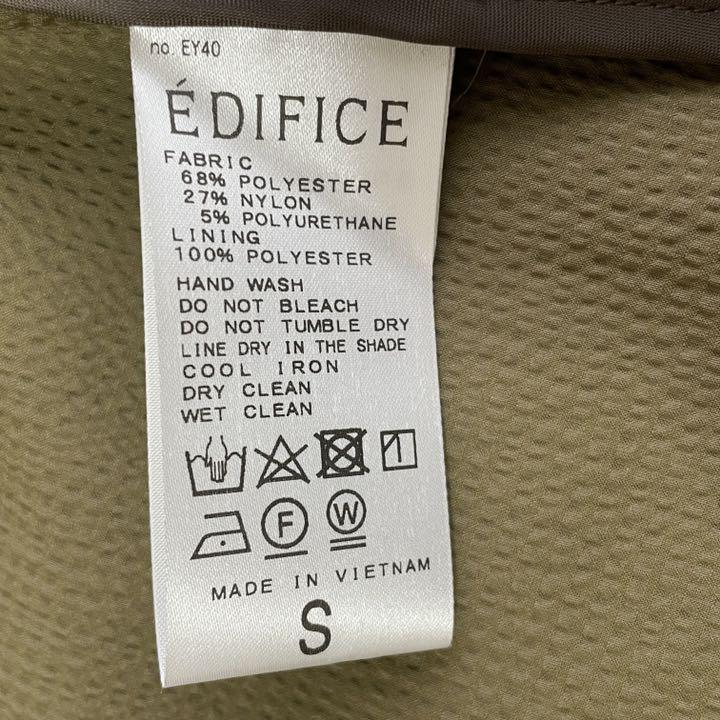 no. EY40
ÉDIFICE
FABRIC
68% POLYESTER
27% NYLON
5% POLYURETHANE
LINING
100% POLYESTER
HAND WASH
DO NOT BLEACH
DO NOT TUMBLE DRY
LINE DRY IN THE SHADE
COOL IRON
DRY CLEAN
WET CLEAN
F W
MADE IN VIETNAM
S